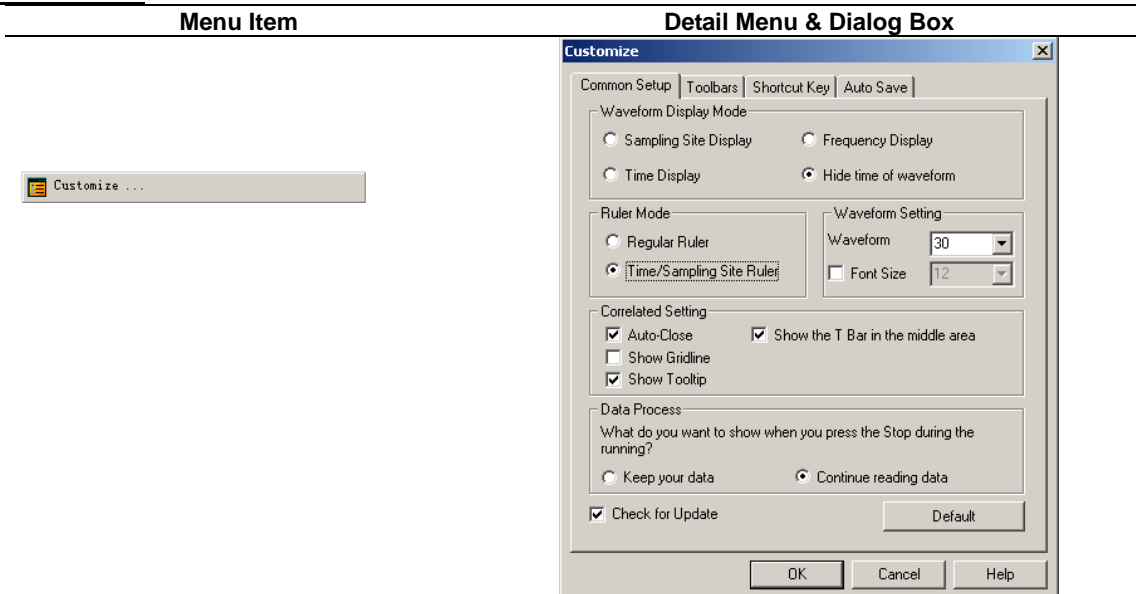 Menu Item Detail Menu & Dialog Box
Customize ...
Customize
Common Setup Toolbars Shortcut Key Auto Save
Waveform Display Mode
Sampling Site Display Frequency Display
Time Display Hide time of waveform
Ruler Mode Waveform Setting
Regular Ruler Waveform 30
Time/Sampling Site Ruler Font Size 12
Correlated Setting
Auto-Close Show the T Bar in the middle area
Show Gridline
Show Tooltip
Data Process
What do you want to show when you press the Stop during the
running?
Keep your data Continue reading data
Check for Update Default
OK Cancel Help